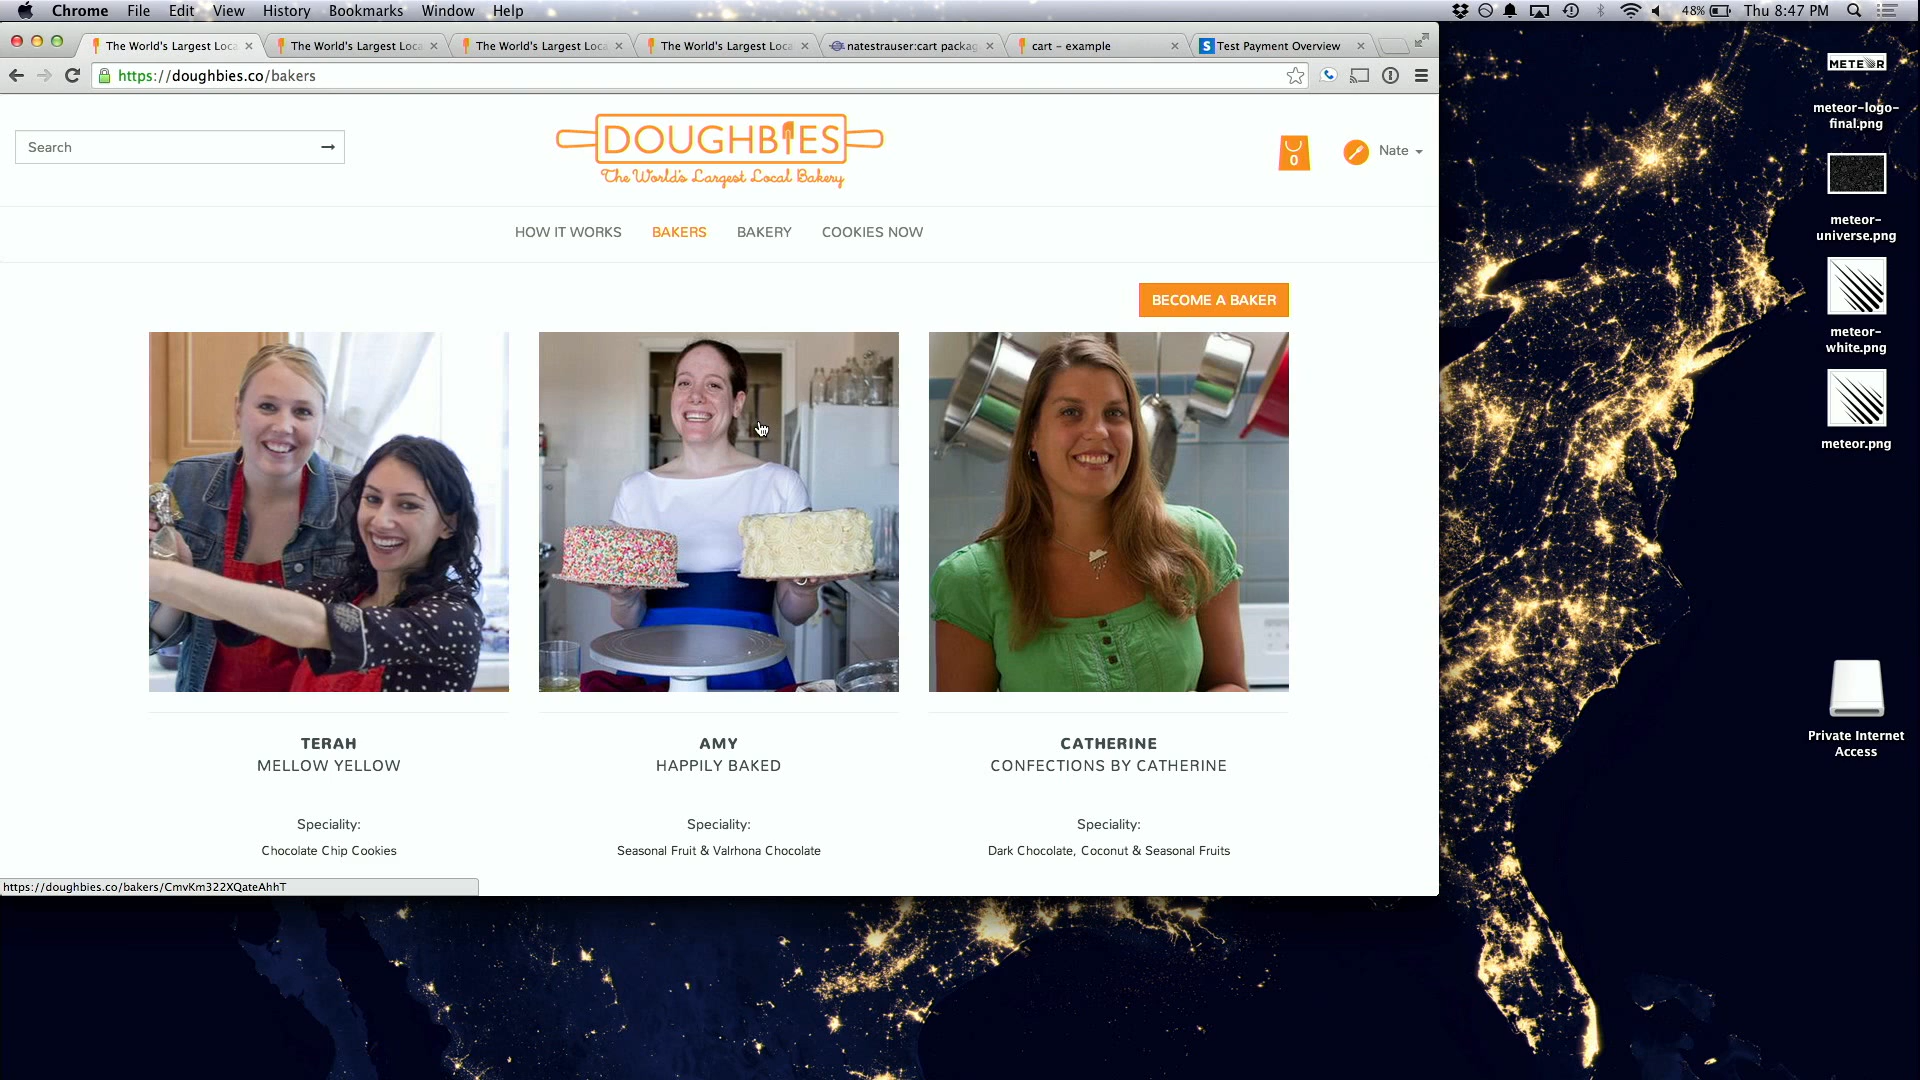 Chrome File Edit View History Bookmarks Window Help
48% Thu 8:47 PM
The World's Largest Loca
The World's Largest Loca
The World's Largest Loca
The World's Largest Loca
natestrauser:cart packag
cart - example
S Test Payment Overview
https://doughbies.co/bakers
Search
DOUGHBIES
The World's Largest Local Bakery
0
Nate
HOW IT WORKS BAKERS BAKERY COOKIES NOW
BECOME A BAKER
TERAH
MELLOW YELLOW
Speciality:
Chocolate Chip Cookies
AMY
HAPPILY BAKED
Speciality:
Seasonal Fruit & Valrhona Chocolate
CATHERINE
CONFECTIONS BY CATHERINE
Speciality:
Dark Chocolate, Coconut & Seasonal Fruits
https://doughbies.co/bakers/CmvKm322XQateAhhT
METEOR
meteor-logo-
final.png
meteor-
universe.png
meteor-
white.png
meteor.png
Private Internet
Access